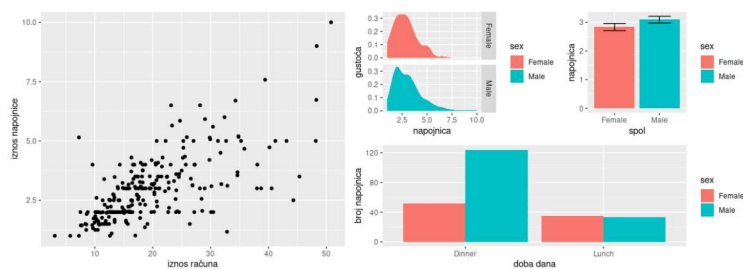 10.0
7.5
5.0
2.5
iznos napojnice
10
20
30
40
50
iznos računa
0.3
0.2
0.1
0.0
Female
0.3
0.2
0.1
0.0
Male
gustoća
2.5
5.0
7.5
10.0
napojnica
sex
Female
Male
3
2
1
0
napojnica
Female
Male
spol
sex
Female
Male
120
80
40
0
broj napojnica
Dinner
Lunch
doba dana
sex
Female
Male